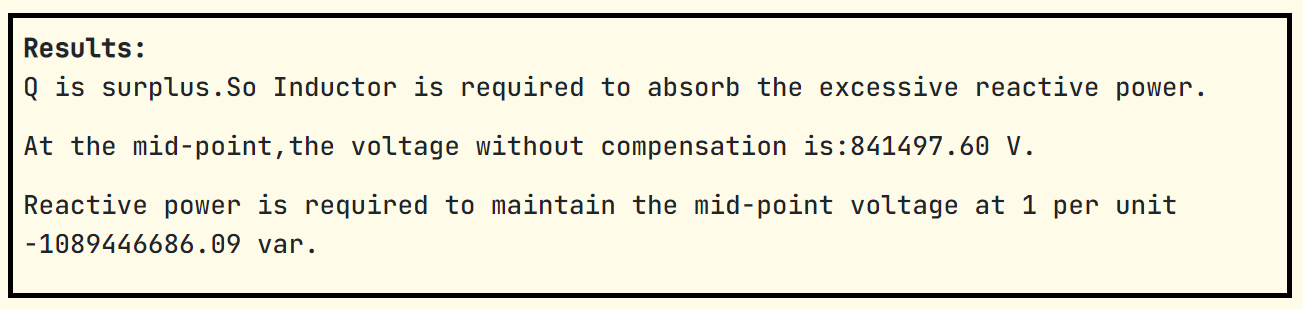 Results:
Q is surplus.So Inductor is required to absorb the excessive reactive power.
At the mid-point,the voltage without compensation is:841497.60 V.
Reactive power is required to maintain the mid-point voltage at 1 per unit
-1089446686.09 var.